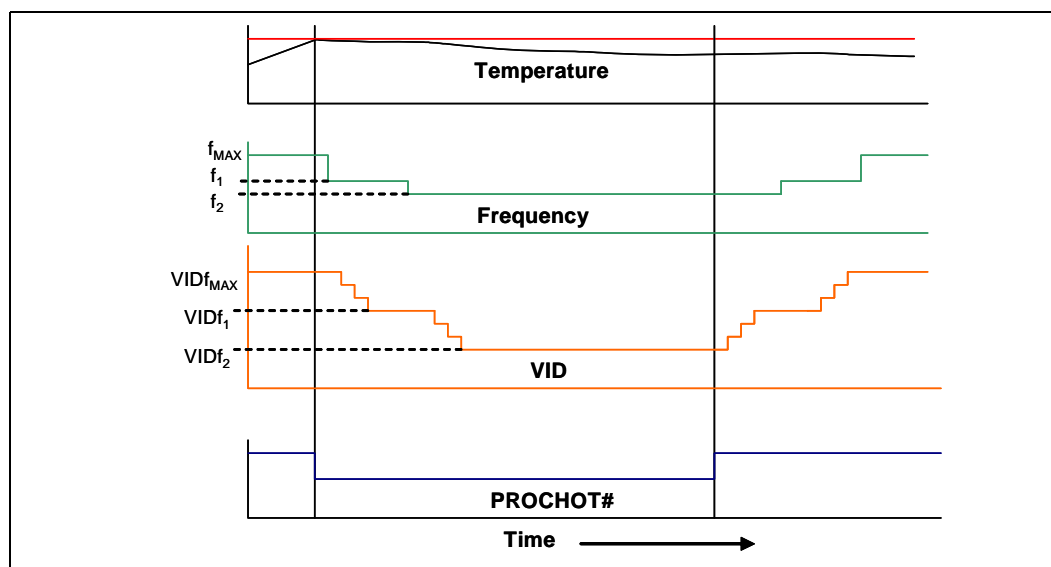 Temperature
fMAX
f1
f2
Frequency
VIDfMAX
VIDf1
VIDf2
VID
PROCHOT#
Time